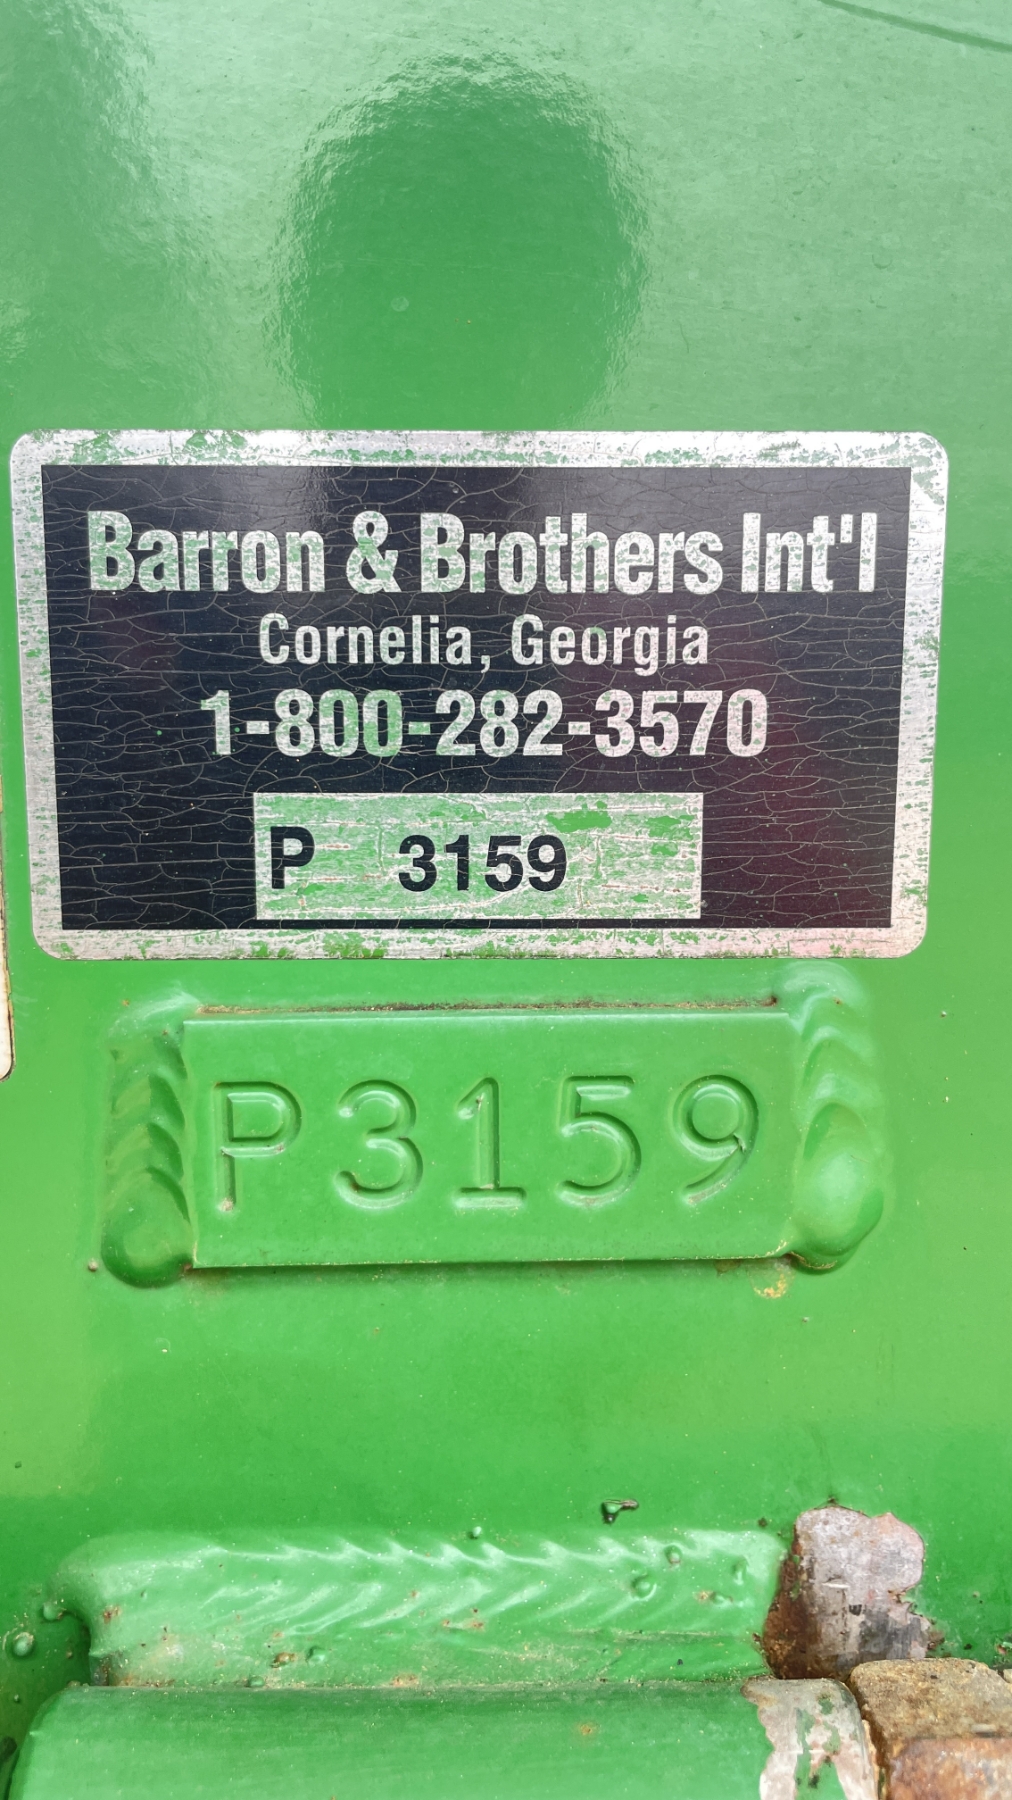 Barron & Brothers Int'l
Cornelia, Georgia
1-800-282-3570
P 3159
P3159